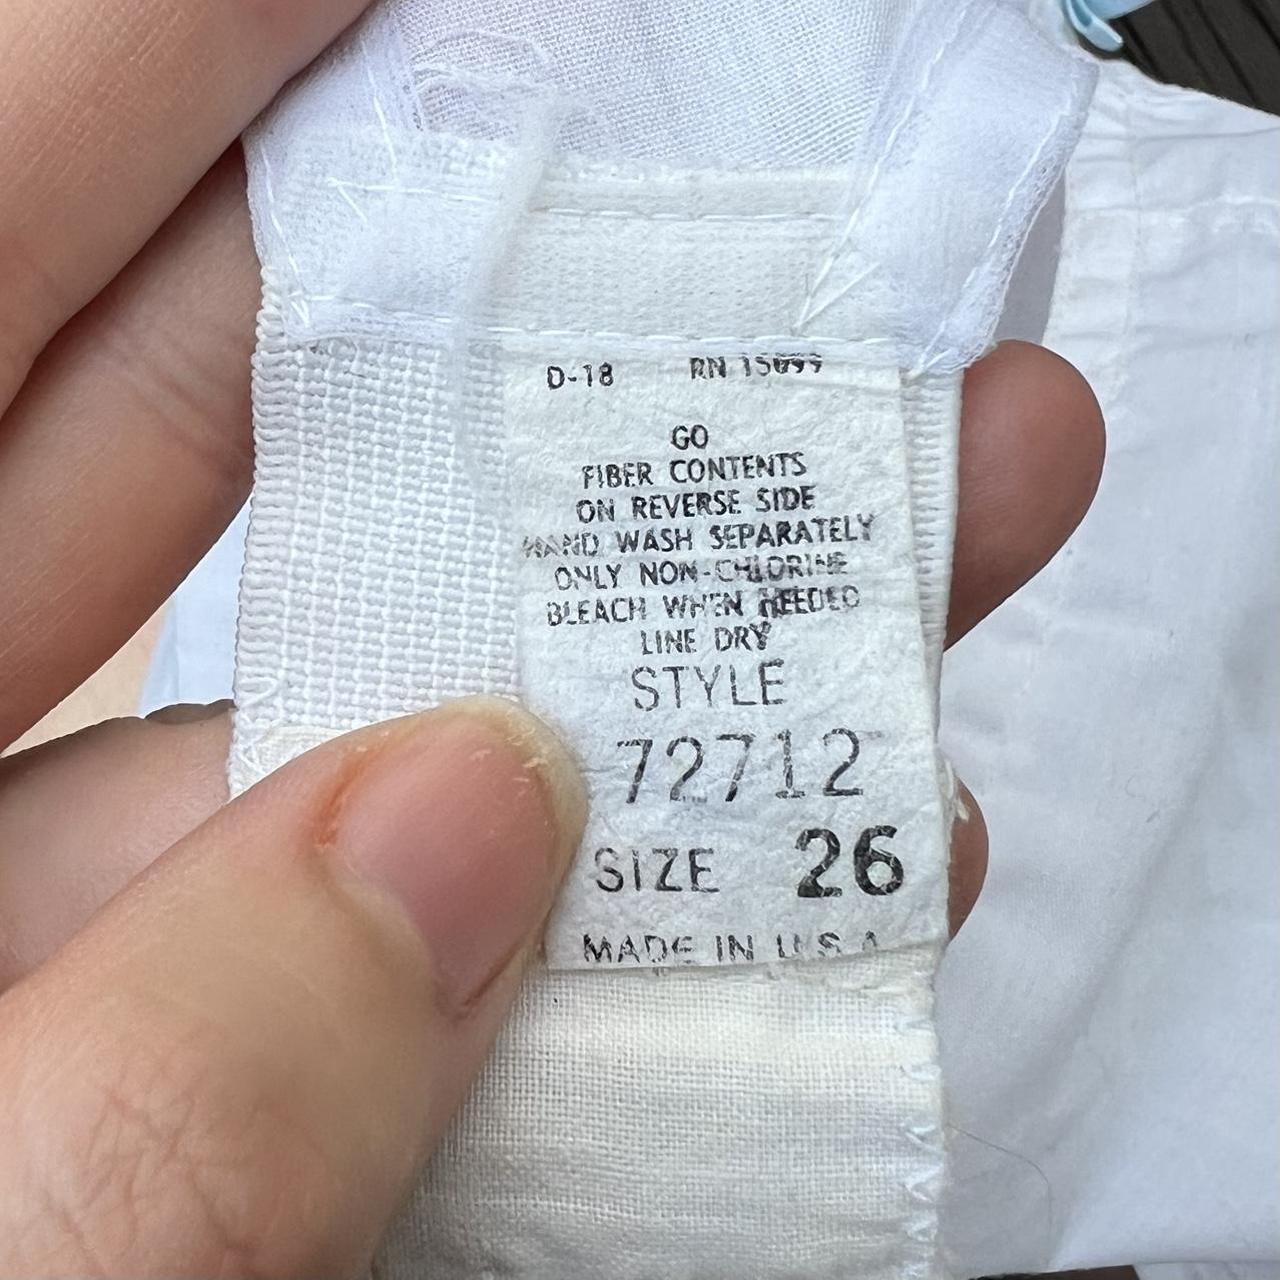 D-18 RN 15099
GO
FIBER CONTENTS
ON REVERSE SIDE
HAND WASH SEPARATELY
ONLY NON-CHLORINE
BLEACH WHEN NEEDED
LINE DRY
STYLE
72712
SIZE 26
MADE IN U.S.A.